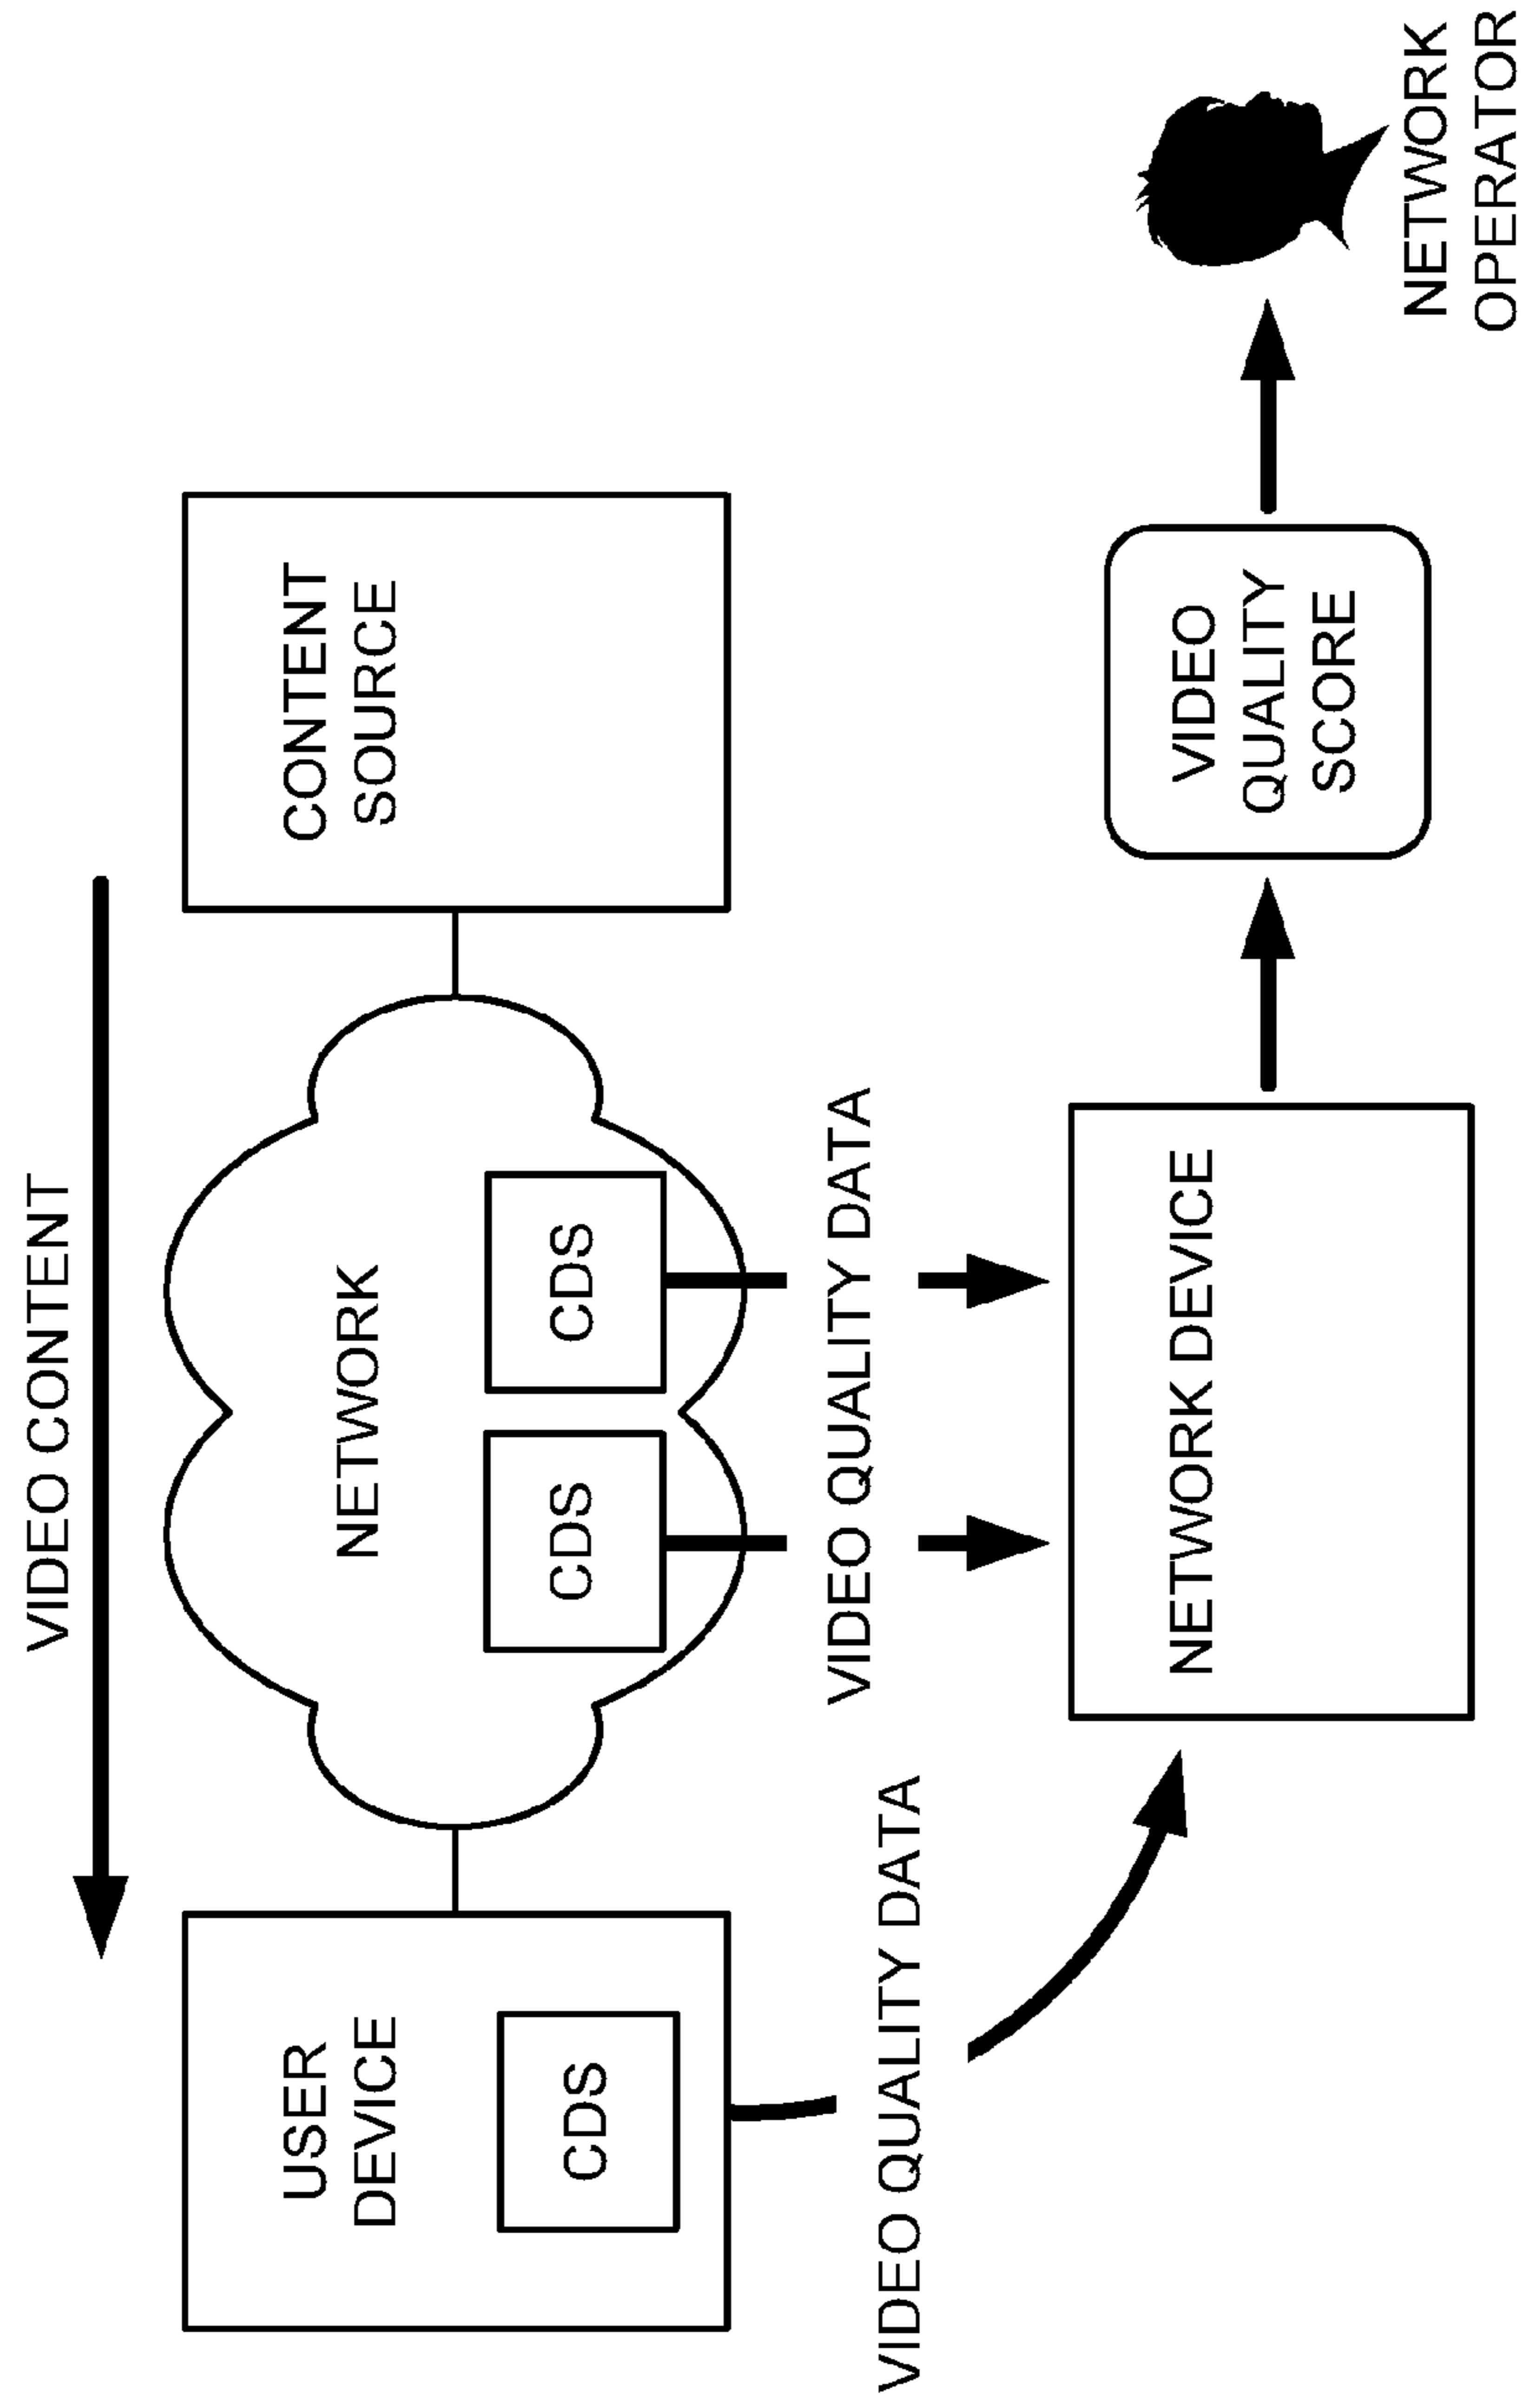 VIDEO CONTENT
USER
DEVICE
CDS
NETWORK
CDS
CDS
CONTENT
SOURCE
VIDEO QUALITY DATA
VIDEO QUALITY DATA
NETWORK DEVICE
VIDEO
QUALITY
SCORE
NETWORK
OPERATOR